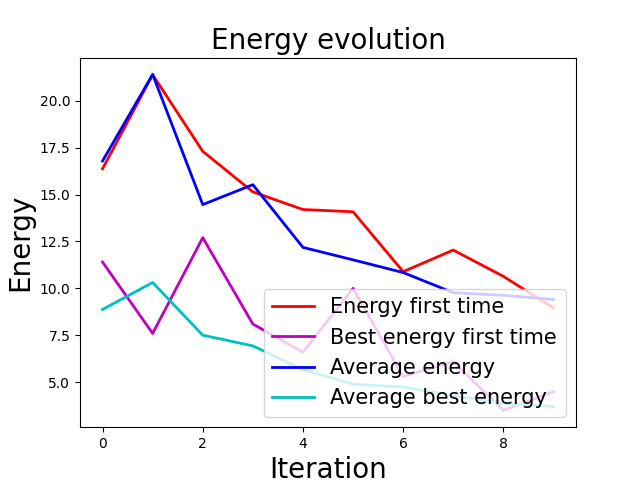 Energy evolution
Energy
20.0
17.5
15.0
12.5
10.0
7.5
5.0
Energy first time
Best energy first time
Average energy
Average best energy
0 2 4 6 8
Iteration